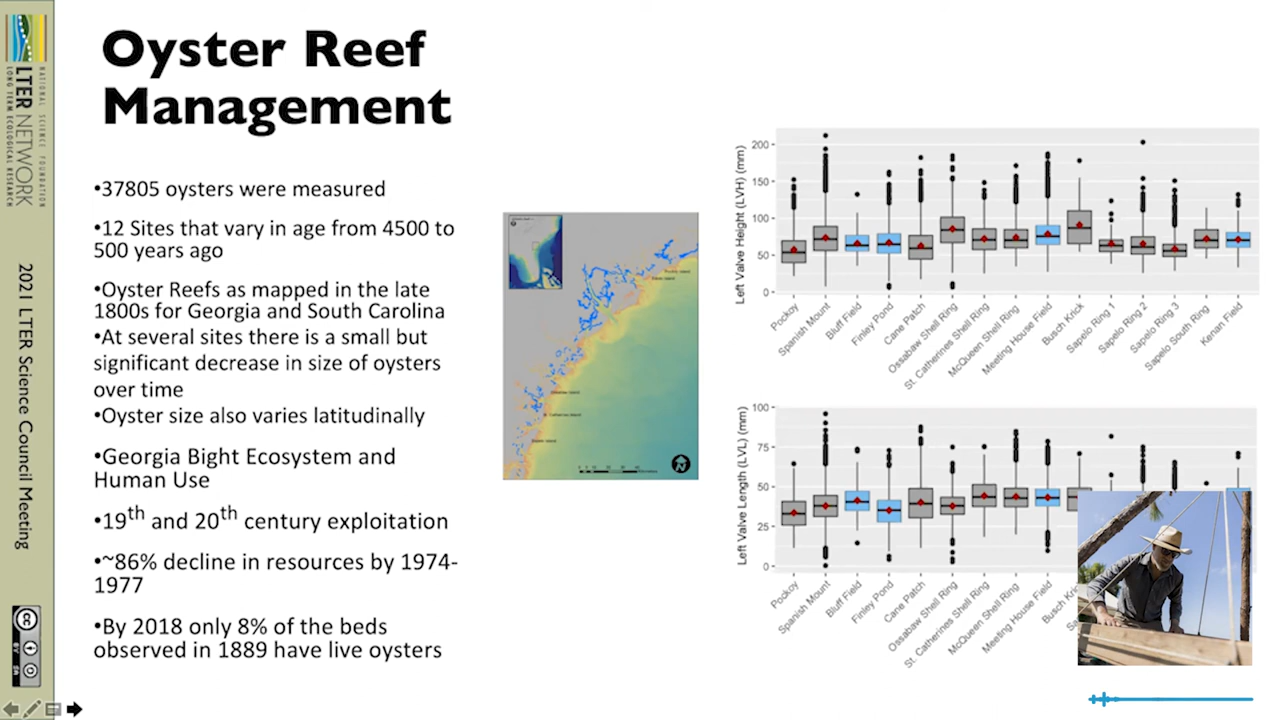 Oyster Reef
Management
•37805 oysters were measured
•12 Sites that vary in age from 4500 to
500 years ago
•Oyster Reefs as mapped in the late
1800s for Georgia and South Carolina
•At several sites there is a small but
significant decrease in size of oysters
over time
•Oyster size also varies latitudinally
•Georgia Bight Ecosystem and
Human Use
•19th and 20th century exploitation
•~86% decline in resources by 1974-
1977
•By 2018 only 8% of the beds
observed in 1889 have live oysters
LTER NETWORK
NATIONAL SCIENCE FOUNDATION
LONG TERM ECOLOGICAL RESEARCH
2021 LTER Science Council Meeting
cc
BY
SA
Left Valve Height (LVH) (mm)
200
150
100
50
0
Pockoy
Spanish Mount
Bluff Field
Finley Pond
Cane Patch
Ossabaw Shell Ring
St. Catherines Shell Ring
McQueen Shell Ring
Meeting House Field
Busch Krick
Sapelo Ring 1
Sapelo Ring 2
Sapelo Ring 3
Sapelo South Ring
Kenan Field
Left Valve Length (LVL) (mm)
100
75
50
25
0
Pockoy
Spanish Mount
Bluff Field
Finley Pond
Cane Patch
Ossabaw Shell Ring
St. Catherines Shell Ring
McQueen Shell Ring
Meeting House Field
Busch